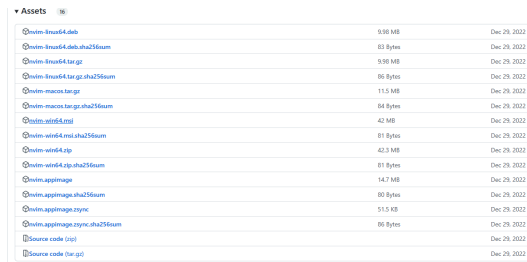 Assets 16
nvim-linux64.deb 9.98 MB Dec 29, 2022
nvim-linux64.deb.sha256sum 83 Bytes Dec 29, 2022
nvim-linux64.tar.gz 9.98 MB Dec 29, 2022
nvim-linux64.tar.gz.sha256sum 86 Bytes Dec 29, 2022
nvim-macos.tar.gz 11.5 MB Dec 29, 2022
nvim-macos.tar.gz.sha256sum 84 Bytes Dec 29, 2022
nvim-win64.msi 42 MB Dec 29, 2022
nvim-win64.msi.sha256sum 81 Bytes Dec 29, 2022
nvim-win64.zip 42.3 MB Dec 29, 2022
nvim-win64.zip.sha256sum 81 Bytes Dec 29, 2022
nvim.appimage 14.7 MB Dec 29, 2022
nvim.appimage.sha256sum 80 Bytes Dec 29, 2022
nvim.appimage.zsync 51.5 KB Dec 29, 2022
nvim.appimage.zsync.sha256sum 86 Bytes Dec 29, 2022
Source code (zip) Dec 29, 2022
Source code (tar.gz) Dec 29, 2022